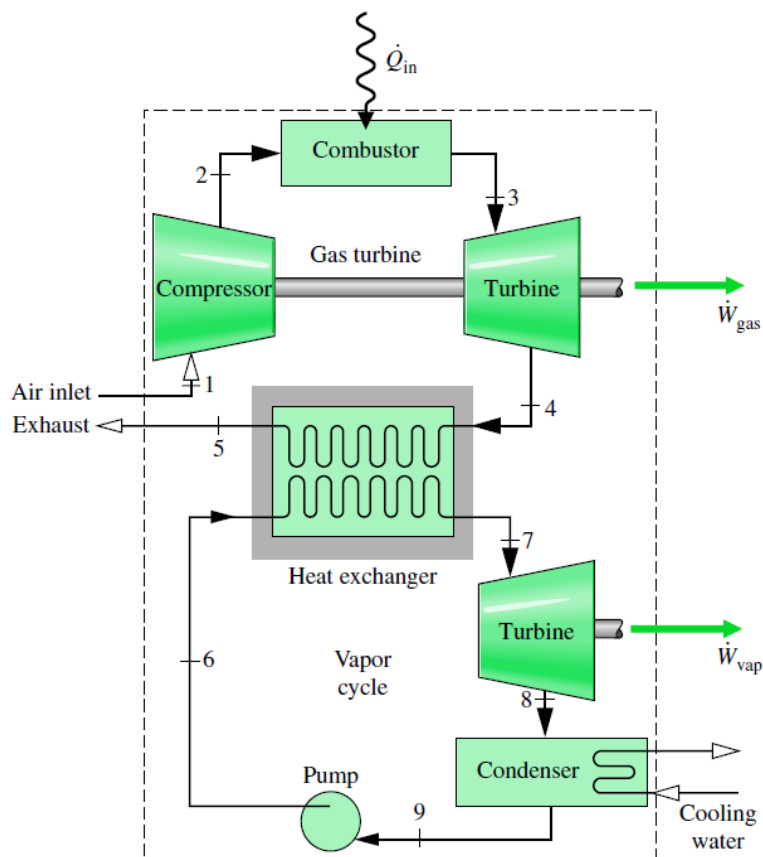 Q̇in
Combustor
2
3
Gas turbine
Compressor
Turbine
Ẇgas
Air inlet
1
Exhaust
5
4
7
Heat exchanger
Turbine
Ẇvap
6
Vapor
cycle
8
Condenser
Pump
9
Cooling
water